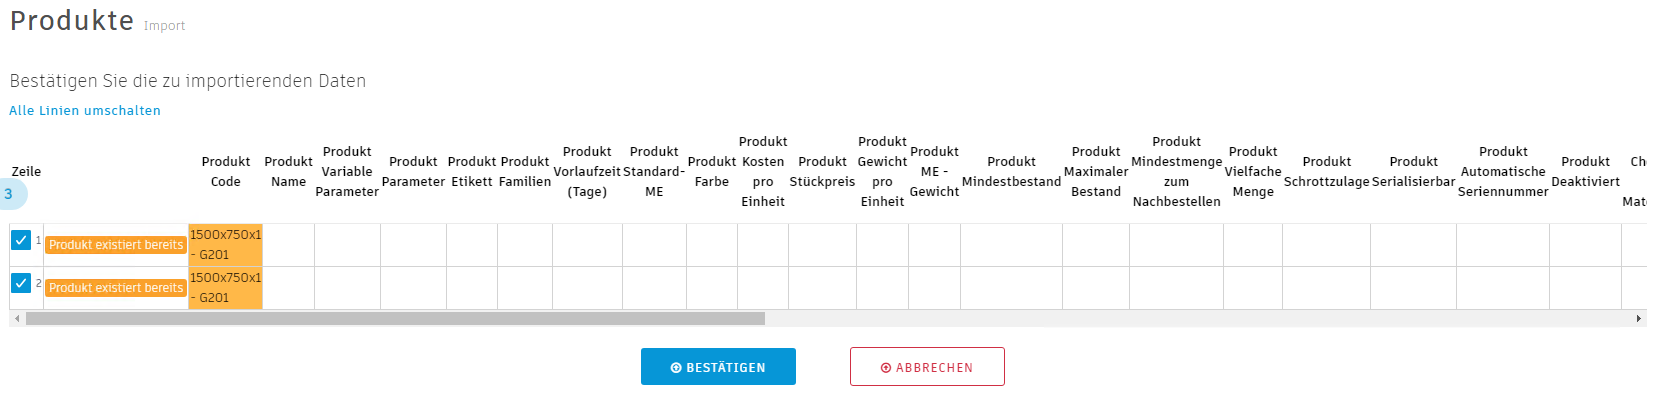 Produkte Import
Bestätigen Sie die zu importierenden Daten
Alle Linien umschalten
Zeile
Produkt Code
Produkt Name
Produkt Variable Parameter
Produkt Parameter
Produkt Etikett
Produkt Familien
Produkt Vorlaufzeit (Tage)
Produkt Standard-ME
Produkt Farbe
Produkt Kosten pro Einheit
Produkt Stückpreis
Produkt Gewicht pro Einheit
Produkt ME - Gewicht
Produkt Mindestbestand
Produkt Maximaler Bestand
Produkt Mindestmenge zum Nachbestellen
Produkt Vielfache Menge
Produkt Schrottzulage
Produkt Serialisierbar
Produkt Automatische Seriennummer
Produkt Deaktiviert
3
1 Produkt existiert bereits 1500x750x1 - G201
2 Produkt existiert bereits 1500x750x1 - G201
BESTÄTIGEN ABBRECHEN